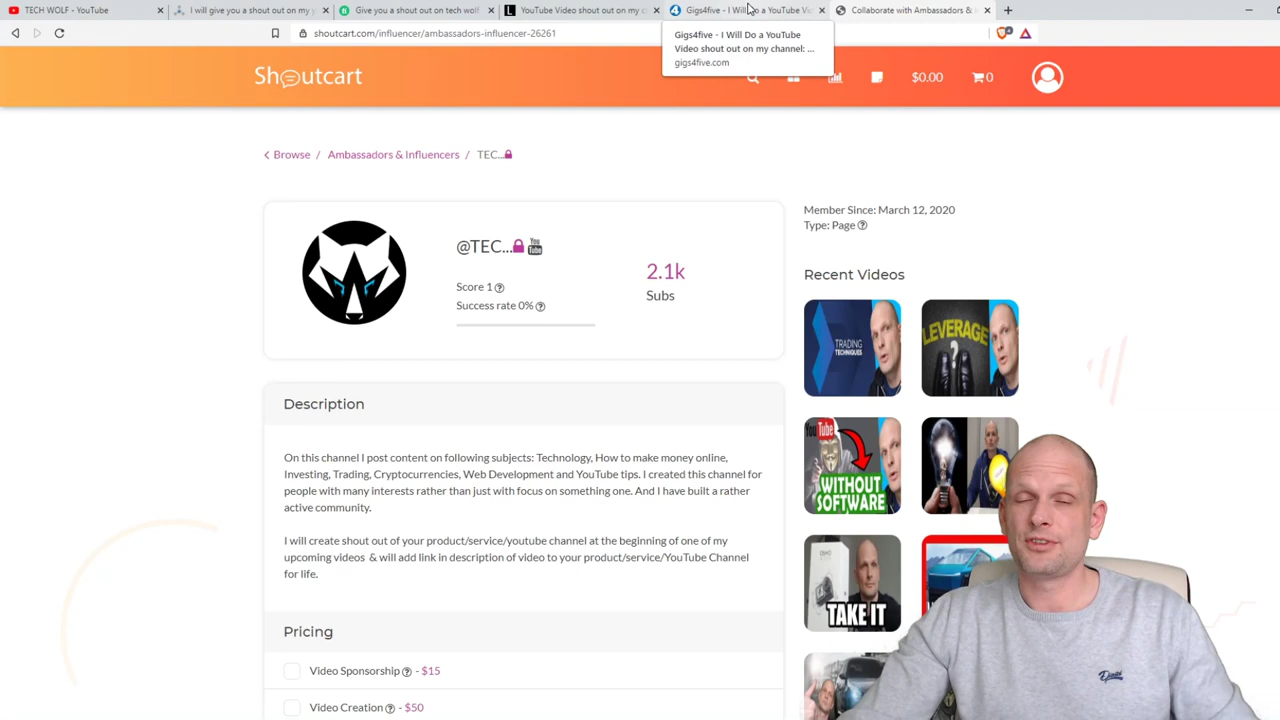 TECH WOLF - YouTube
I will give you a shout out on my y
Give you a shout out on tech wolf
YouTube Video shout out on my c
Gigs4five - I Will Do a YouTube Vi
Collaborate with Ambassadors & I
shoutcart.com/influencer/ambassadors-influencer-26261
Gigs4five - I Will Do a YouTube
Video shout out on my channel: ...
gigs4five.com
Shoutcart
$0.00
0
Browse / Ambassadors & Influencers / TEC...
@TEC...
You Tube
Score 1
Success rate 0%
2.1k
Subs
Member Since: March 12, 2020
Type: Page
Recent Videos
TRADING
TECHNIQUES
LEVERAGE
?
YouTube
WITHOUT
SOFTWARE
TAKE IT
Description
On this channel I post content on following subjects: Technology, How to make money online,
Investing, Trading, Cryptocurrencies, Web Development and YouTube tips. I created this channel for
people with many interests rather than just with focus on something one. And I have built a rather
active community.
I will create shout out of your product/service/youtube channel at the beginning of one of my
upcoming videos & will add link in description of video to your product/service/YouTube Channel
for life.
Pricing
Video Sponsorship - $15
Video Creation - $50